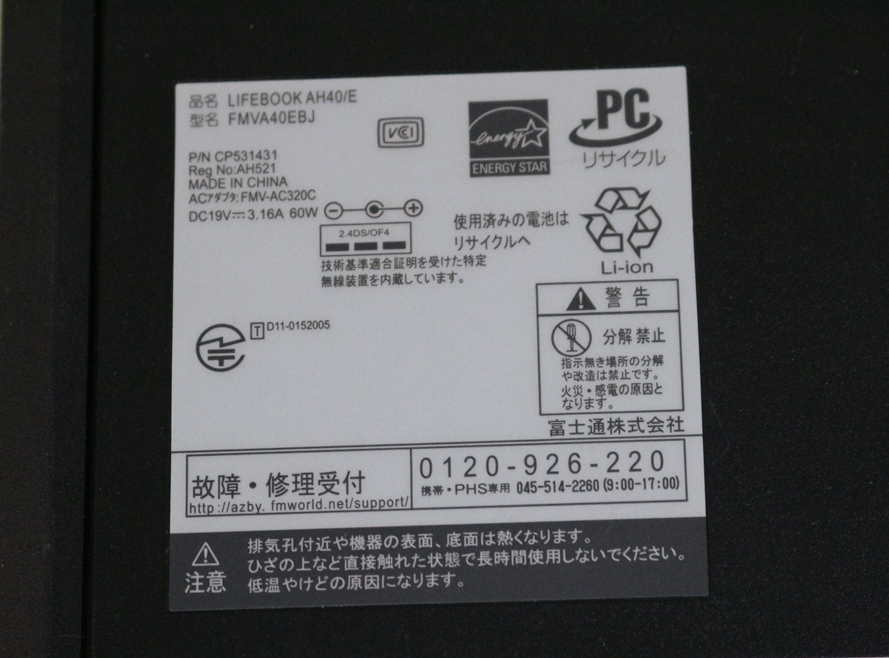 品名 LIFEBOOK AH40/E
型名 FMVA40EBJ
VCCI
P/N CP531431
Reg No:AH521
MADE IN CHINA
ACアダプタ:FMV-AC320C
DC19V 3.16A 60W
2.4DS/OF4
技術基準適合証明を受けた特定
無線装置を内蔵しています。
energy
ENERGY STAR
PC
リサイクル
使用済みの電池は
リサイクルへ
Li-ion
T D11-0152005
警告
分解禁止
指示無き場所の分解
や改造は禁止です。
火災・感電の原因と
なります。
富士通株式会社
故障・修理受付
http://azby.fmworld.net/support/
0120-926-220
携帯・PHS専用 045-514-2260 (9:00-17:00)
注意
排気孔付近や機器の表面、底面は熱くなります。
ひざの上など直接触れた状態で長時間使用しないでください。
低温やけどの原因になります。